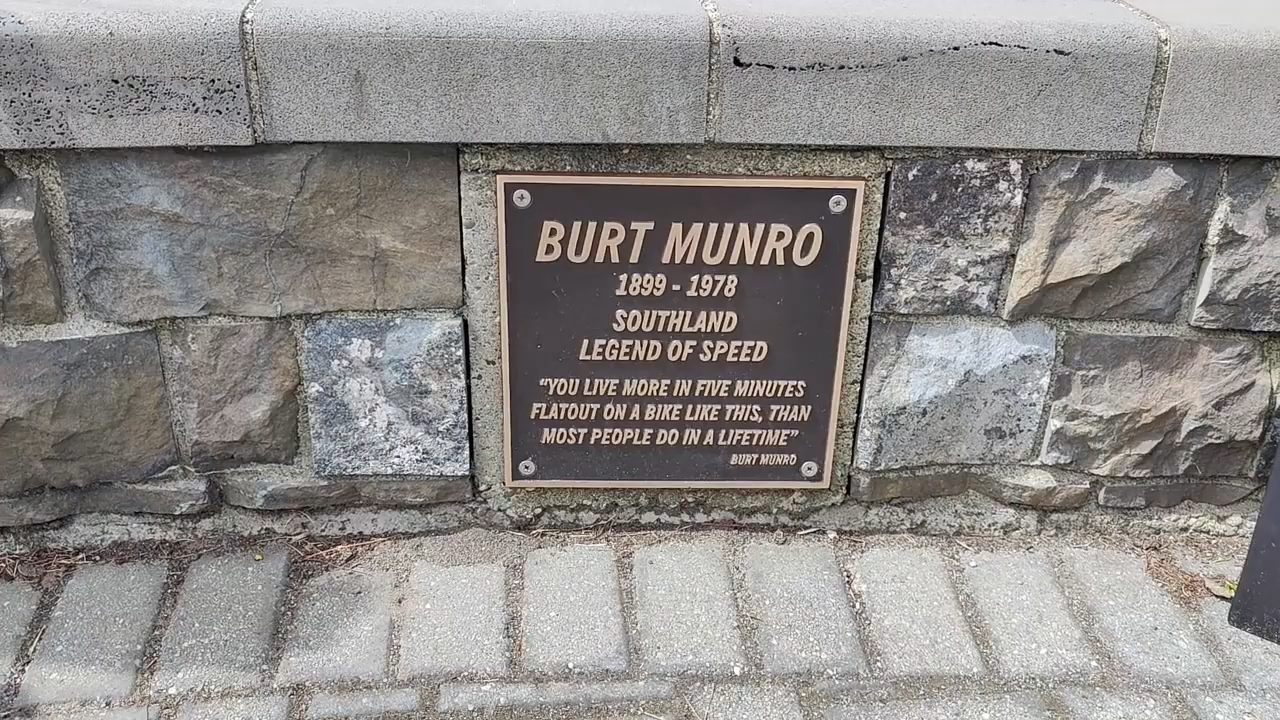 BURT MUNRO
1899 - 1978
SOUTHLAND
LEGEND OF SPEED
“YOU LIVE MORE IN FIVE MINUTES
FLATOUT ON A BIKE LIKE THIS, THAN
MOST PEOPLE DO IN A LIFETIME”
BURT MUNRO